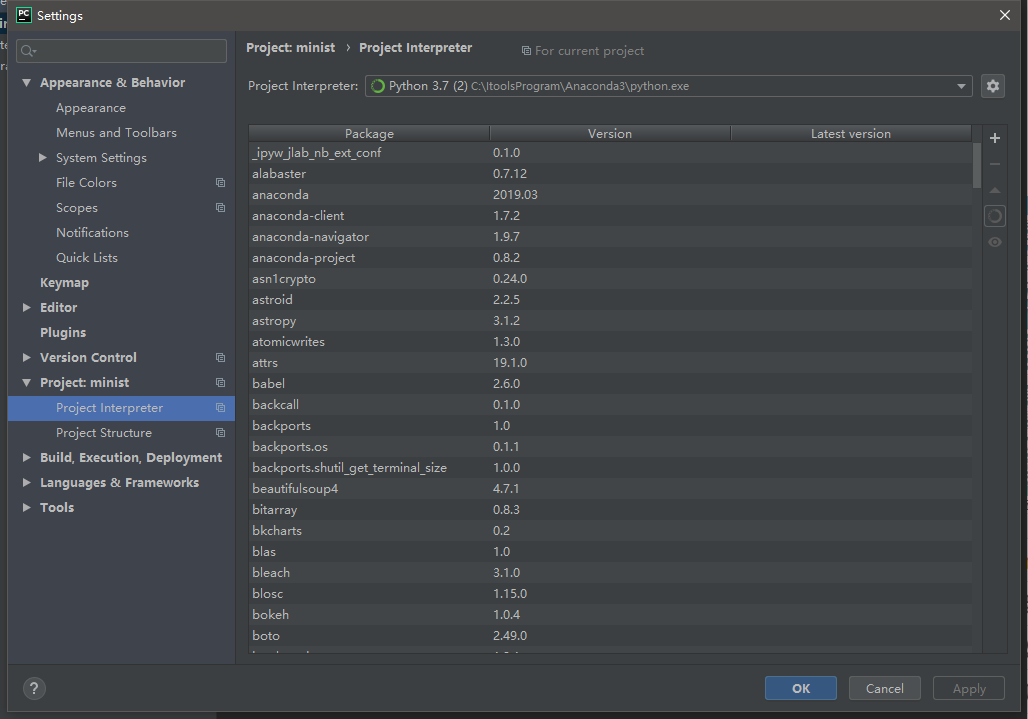 PC Settings
Project: minist › Project Interpreter
For current project
Project Interpreter: Python 3.7 (2) C:\ItoolsProgram\Anaconda3\python.exe
Appearance & Behavior
Appearance
Menus and Toolbars
System Settings
File Colors
Scopes
Notifications
Quick Lists
Keymap
Editor
Plugins
Version Control
Project: minist
Project Interpreter
Project Structure
Build, Execution, Deployment
Languages & Frameworks
Tools
Package Version Latest version
_ipyw_jlab_nb_ext_conf 0.1.0
alabaster 0.7.12
anaconda 2019.03
anaconda-client 1.7.2
anaconda-navigator 1.9.7
anaconda-project 0.8.2
asn1crypto 0.24.0
astroid 2.2.5
astropy 3.1.2
atomicwrites 1.3.0
attrs 19.1.0
babel 2.6.0
backcall 0.1.0
backports 1.0
backports.os 0.1.1
backports.shutil_get_terminal_size 1.0.0
beautifulsoup4 4.7.1
bitarray 0.8.3
bkcharts 0.2
blas 1.0
bleach 3.1.0
blosc 1.15.0
bokeh 1.0.4
boto 2.49.0
?
OK Cancel Apply